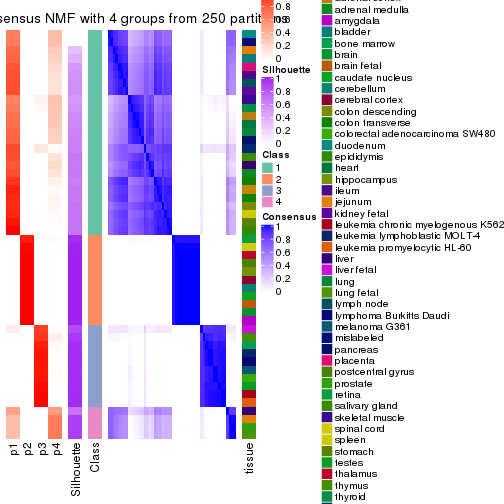 sensus NMF with 4 groups from 250 partitions
0.8
0.6
0.4
0.2
0
Silhouette
1
0.8
0.6
0.4
0.2
0
Class
1
2
3
4
Consensus
1
0.8
0.6
0.4
0.2
0
p1
p2
p3
p4
Silhouette
Class
tissue
adrenal medulla
amygdala
bladder
bone marrow
brain
brain fetal
caudate nucleus
cerebellum
cerebral cortex
colon descending
colon transverse
colorectal adenocarcinoma SW480
duodenum
epididymis
heart
hippocampus
ileum
jejunum
kidney fetal
leukemia chronic myelogenous K562
leukemia lymphoblastic MOLT-4
leukemia promyelocytic HL-60
liver
liver fetal
lung
lung fetal
lymph node
lymphoma Burkitts Daudi
melanoma G361
mislabeled
pancreas
placenta
postcentral gyrus
prostate
retina
salivary gland
skeletal muscle
spinal cord
spleen
stomach
testes
thalamus
thymus
thyroid